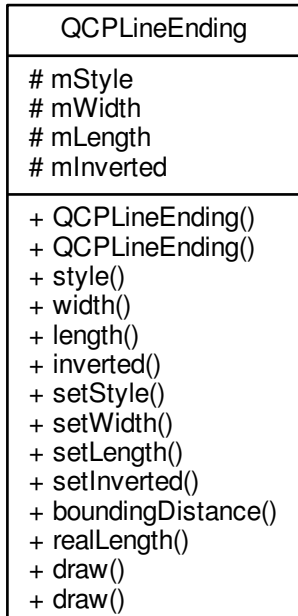 QCPLineEnding
# mStyle
# mWidth
# mLength
# mInverted
+ QCPLineEnding()
+ QCPLineEnding()
+ style()
+ width()
+ length()
+ inverted()
+ setStyle()
+ setWidth()
+ setLength()
+ setInverted()
+ boundingDistance()
+ realLength()
+ draw()
+ draw()